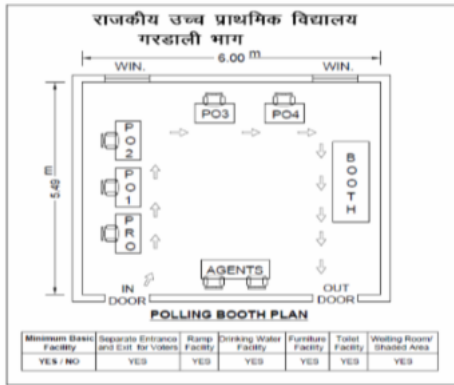 राजकीय उच्च प्राथमिक विद्यालय
गरडाली भाग
6.00 m
WIN.
WIN.
5.49 m
PO3
PO4
PO2
PO1
PRO
BOOTH
AGENTS
IN DOOR
OUT DOOR
POLLING BOOTH PLAN
Minimum Basic Facility
Separate Entrance and Exit for Voters
Ramp Facility
Drinking Water Facility
Furniture Facility
Toilet Facility
Waiting Room/ Shaded Area
YES / NO
YES
YES
YES
YES
YES
YES